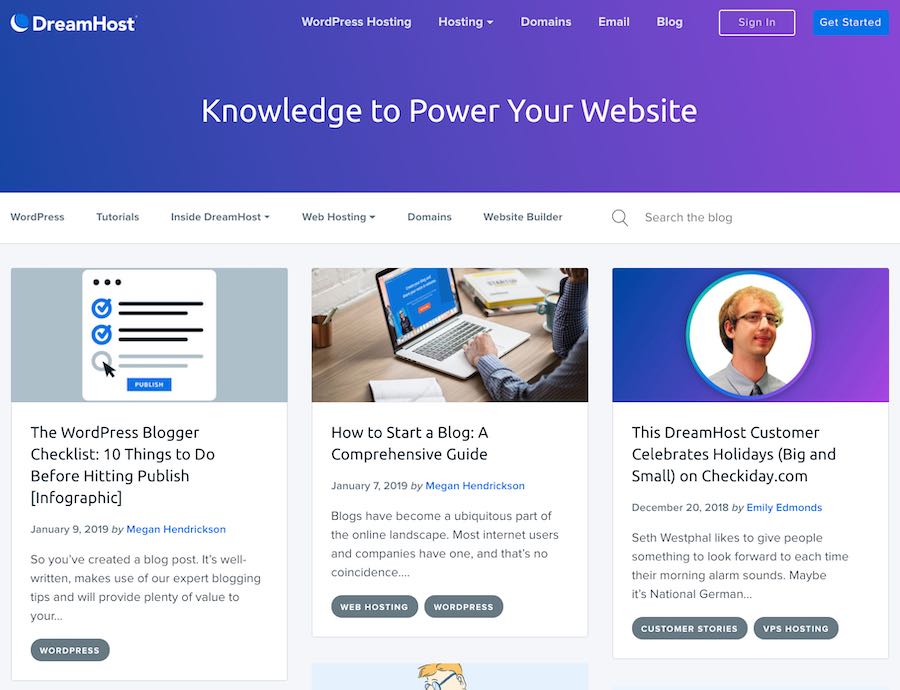 DreamHost
WordPress Hosting
Hosting
Domains
Email
Blog
Sign In
Get Started
Knowledge to Power Your Website
WordPress
Tutorials
Inside DreamHost
Web Hosting
Domains
Website Builder
Search the blog
PUBLISH
The WordPress Blogger
Checklist: 10 Things to Do
Before Hitting Publish
[Infographic]
January 9, 2019 by Megan Hendrickson
So you’ve created a blog post. It’s well-
written, makes use of our expert blogging
tips and will provide plenty of value to
your...
WORDPRESS
How to Start a Blog: A
Comprehensive Guide
January 7, 2019 by Megan Hendrickson
Blogs have become a ubiquitous part of
the online landscape. Most internet users
and companies have one, and that’s no
coincidence....
WEB HOSTING
WORDPRESS
This DreamHost Customer
Celebrates Holidays (Big and
Small) on Checkiday.com
December 20, 2018 by Emily Edmonds
Seth Westphal likes to give people
something to look forward to each time
their morning alarm sounds. Maybe
it’s National German...
CUSTOMER STORIES
VPS HOSTING